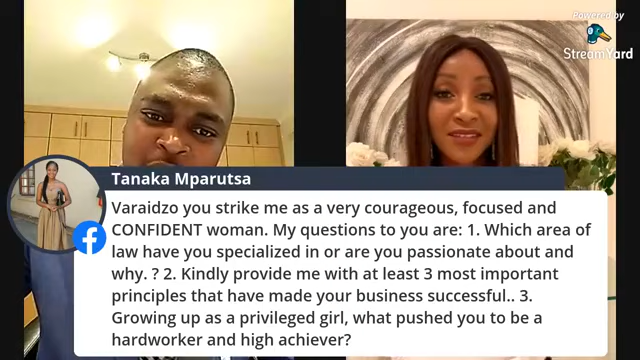 Powered by
StreamYard
Tanaka Mparutsa
Varaidzo you strike me as a very courageous, focused and
CONFIDENT woman. My questions to you are: 1. Which area of
law have you specialized in or are you passionate about and
why. ? 2. Kindly provide me with at least 3 most important
principles that have made your business successful.. 3.
Growing up as a privileged girl, what pushed you to be a
hardworker and high achiever?